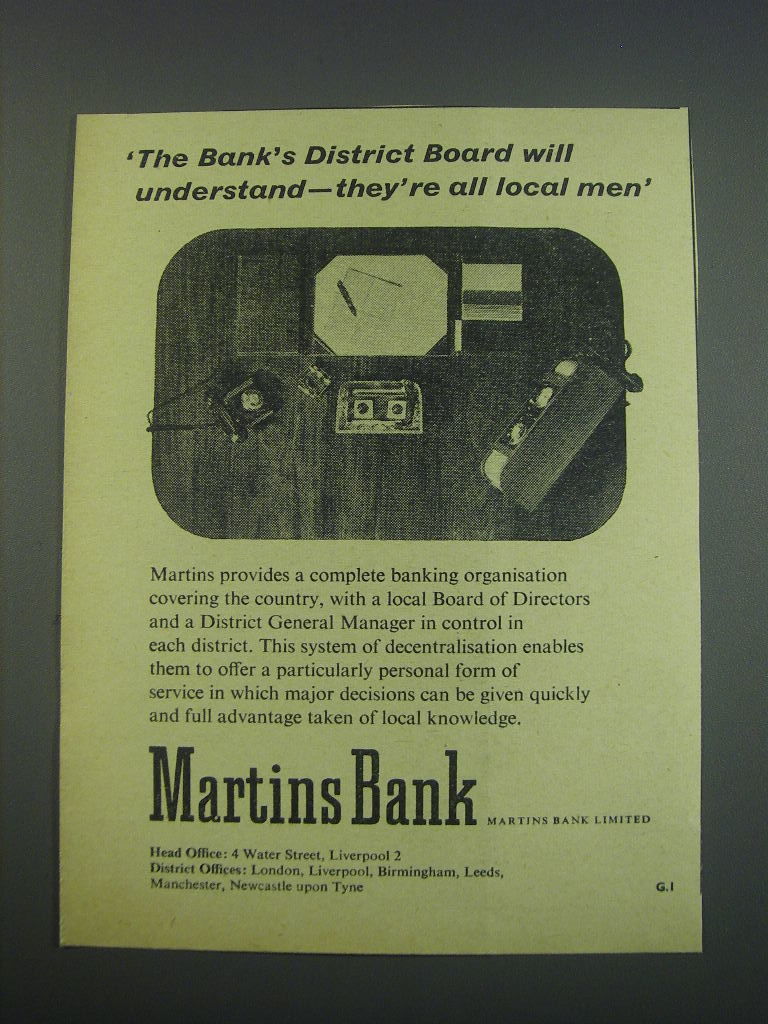 ‘The Bank’s District Board will
understand—they’re all local men’
Martins provides a complete banking organisation
covering the country, with a local Board of Directors
and a District General Manager in control in
each district. This system of decentralisation enables
them to offer a particularly personal form of
service in which major decisions can be given quickly
and full advantage taken of local knowledge.
Martins Bank MARTINS BANK LIMITED
Head Office: 4 Water Street, Liverpool 2
District Offices: London, Liverpool, Birmingham, Leeds,
Manchester, Newcastle upon Tyne
G.1